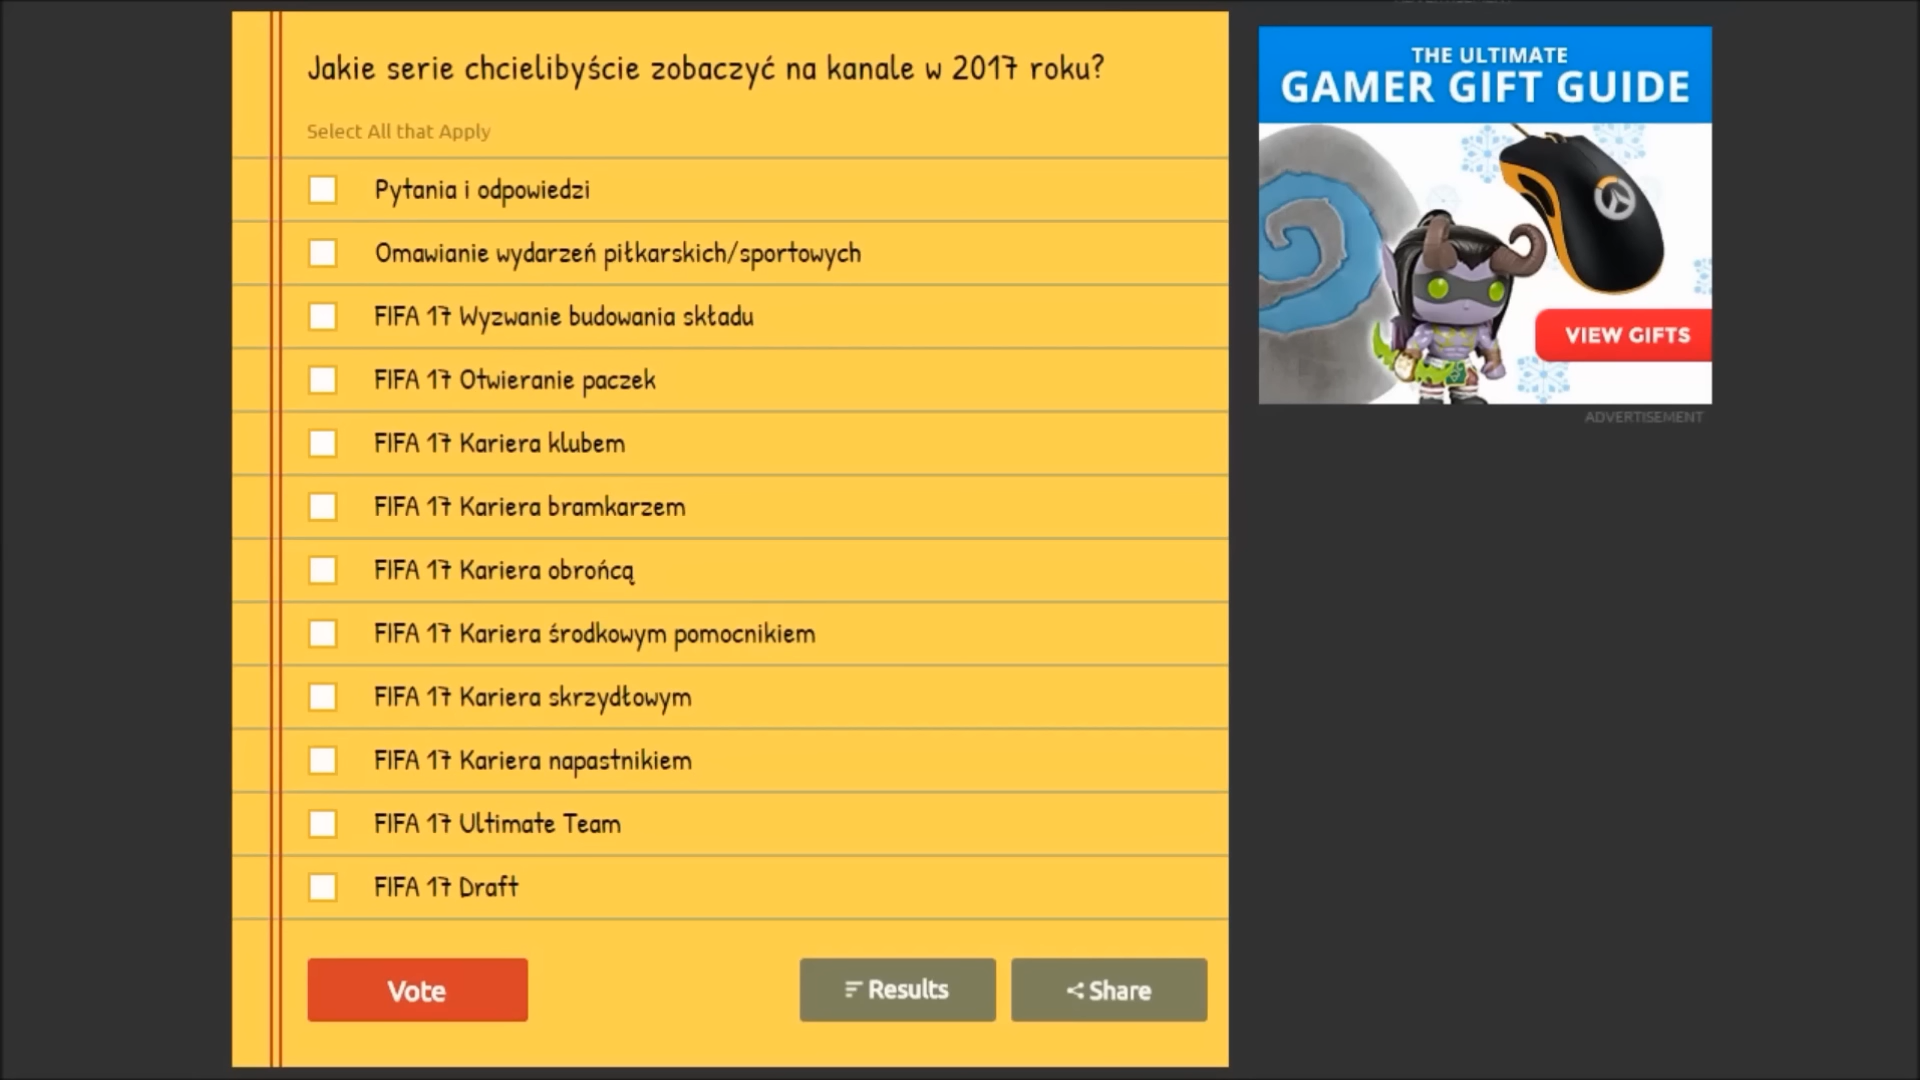 Jakie serie chcielibyście zobaczyć na kanale w 2017 roku?
Select All that Apply
Pytania i odpowiedzi
Omawianie wydarzeń piłkarskich/sportowych
FIFA 17 Wyzwanie budowania składu
FIFA 17 Otwieranie paczek
FIFA 17 Kariera klubem
FIFA 17 Kariera bramkarzem
FIFA 17 Kariera obrońcą
FIFA 17 Kariera środkowym pomocnikiem
FIFA 17 Kariera skrzydłowym
FIFA 17 Kariera napastnikiem
FIFA 17 Ultimate Team
FIFA 17 Draft
Vote
Results
Share
THE ULTIMATE
GAMER GIFT GUIDE
VIEW GIFTS
ADVERTISEMENT